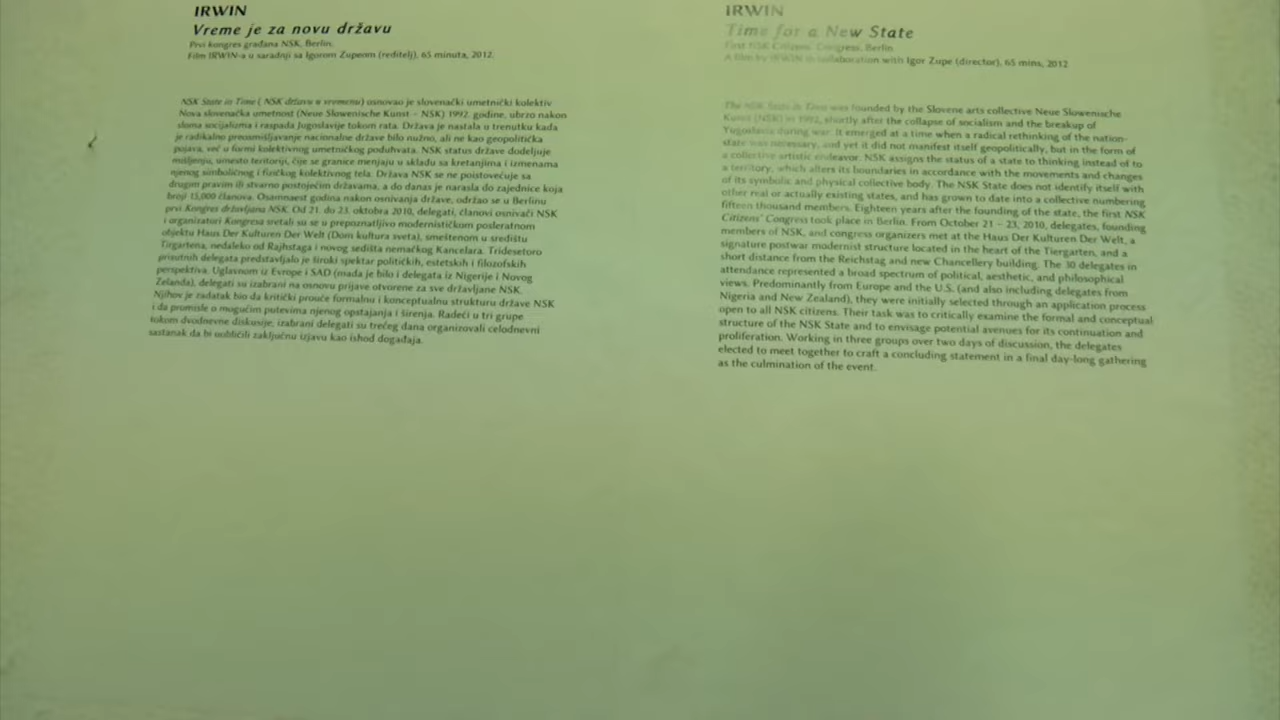 IRWIN
Vreme je za novu državu
Prvi kongres građana NSK, Berlin.
Film IRWIN-a u saradnji sa Igorom Zupeom (reditelj), 65 minuta, 2012.
NSK State in Time ( NSK državu u vremenu) osnovao je slovenački umetnički kolektiv
Nova slovenačka umetnost (Neue Slowenische Kunst – NSK) 1992. godine, ubrzo nakon
sloma socijalizma i raspada Jugoslavije tokom rata. Država je nastala u trenutku kada
je radikalno preosmišljavanje nacionalne države bilo nužno, ali ne kao geopolitička
pojava, već u formi kolektivnog umetničkog poduhvata. NSK status države dodeljuje
mišljenju, umesto teritoriji, čije se granice menjaju u skladu sa kretanjima i izmenama
njenog simboličnog i fizičkog kolektivnog tela. Država NSK se ne poistovećuje sa
drugim pravim ili stvarno postojećim državama, a do danas je narasla do zajednice koja
broji 15,000 članova. Osamnaest godina nakon osnivanja države, održao se u Berlinu
prvi Kongres državljana NSK. Od 21. do 23. oktobra 2010, delegati, članovi osnivači NSK
i organizatori Kongresa sretali su se u prepoznatljivo modernističkom posleratnom
objektu Haus Der Kulturen Der Welt (Dom kultura sveta), smeštenom u središtu
Tirgartena, nedaleko od Rajhstaga i novog sedišta nemačkog Kancelara. Tridesetoro
prisutnih delegata predstavljalo je široki spektar političkih, estetskih i filozofskih
perspektiva. Uglavnom iz Evrope i SAD (mada je bilo i delegata iz Nigerije i Novog
Zelanda), delegati su izabrani na osnovu prijave otvorene za sve državljane NSK.
Njihov je zadatak bio da kritički prouče formalnu i konceptualnu strukturu države NSK
i da promisle o mogućim putevima njenog opstajanja i širenja. Radeći u tri grupe
tokom dvodnevne diskusije, izabrani delegati su trećeg dana organizovali celodnevni
sastanak da bi uobličili zaključnu izjavu kao ishod događaja.
IRWIN
Time for a New State
First NSK Citizens' Congress, Berlin
A film by IRWIN in collaboration with Igor Zupe (director), 65 mins, 2012
The NSK State in Time was founded by the Slovene arts collective Neue Slowenische
Kunst (NSK) in 1992, shortly after the collapse of socialism and the breakup of
Yugoslavia during war. It emerged at a time when a radical rethinking of the nation-
state was necessary, and yet it did not manifest itself geopolitically, but in the form of
a collective artistic endeavor. NSK assigns the status of a state to thinking instead of to
a territory, which alters its boundaries in accordance with the movements and changes
of its symbolic and physical collective body. The NSK State does not identify itself with
other real or actually existing states, and has grown to date into a collective numbering
fifteen thousand members. Eighteen years after the founding of the state, the first NSK
Citizens' Congress took place in Berlin. From October 21 – 23, 2010, delegates, founding
members of NSK, and congress organizers met at the Haus Der Kulturen Der Welt, a
signature postwar modernist structure located in the heart of the Tiergarten, and a
short distance from the Reichstag and new Chancellery building. The 30 delegates in
attendance represented a broad spectrum of political, aesthetic, and philosophical
views. Predominantly from Europe and the U.S. (and also including delegates from
Nigeria and New Zealand), they were initially selected through an application process
open to all NSK citizens. Their task was to critically examine the formal and conceptual
structure of the NSK State and to envisage potential avenues for its continuation and
proliferation. Working in three groups over two days of discussion, the delegates
elected to meet together to craft a concluding statement in a final day-long gathering
as the culmination of the event.